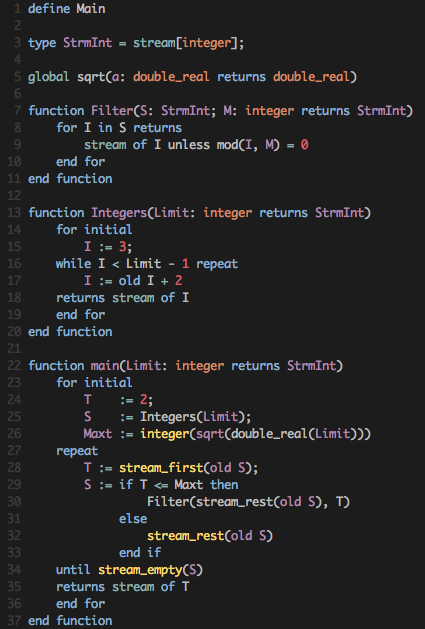 1 define Main
2
3 type StrmInt = stream[integer];
4
5 global sqrt(a: double_real returns double_real)
6
7 function Filter(S: StrmInt; M: integer returns StrmInt)
8     for I in S returns
9         stream of I unless mod(I, M) = 0
10     end for
11 end function
12
13 function Integers(Limit: integer returns StrmInt)
14     for initial
15         I := 3;
16     while I < Limit - 1 repeat
17         I := old I + 2
18     returns stream of I
19     end for
20 end function
21
22 function main(Limit: integer returns StrmInt)
23     for initial
24         T    := 2;
25         S    := Integers(Limit);
26         Maxt := integer(sqrt(double_real(Limit)))
27     repeat
28         T := stream_first(old S);
29         S := if T <= Maxt then
30                 Filter(stream_rest(old S), T)
31              else
32                 stream_rest(old S)
33              end if
34     until stream_empty(S)
35     returns stream of T
36     end for
37 end function